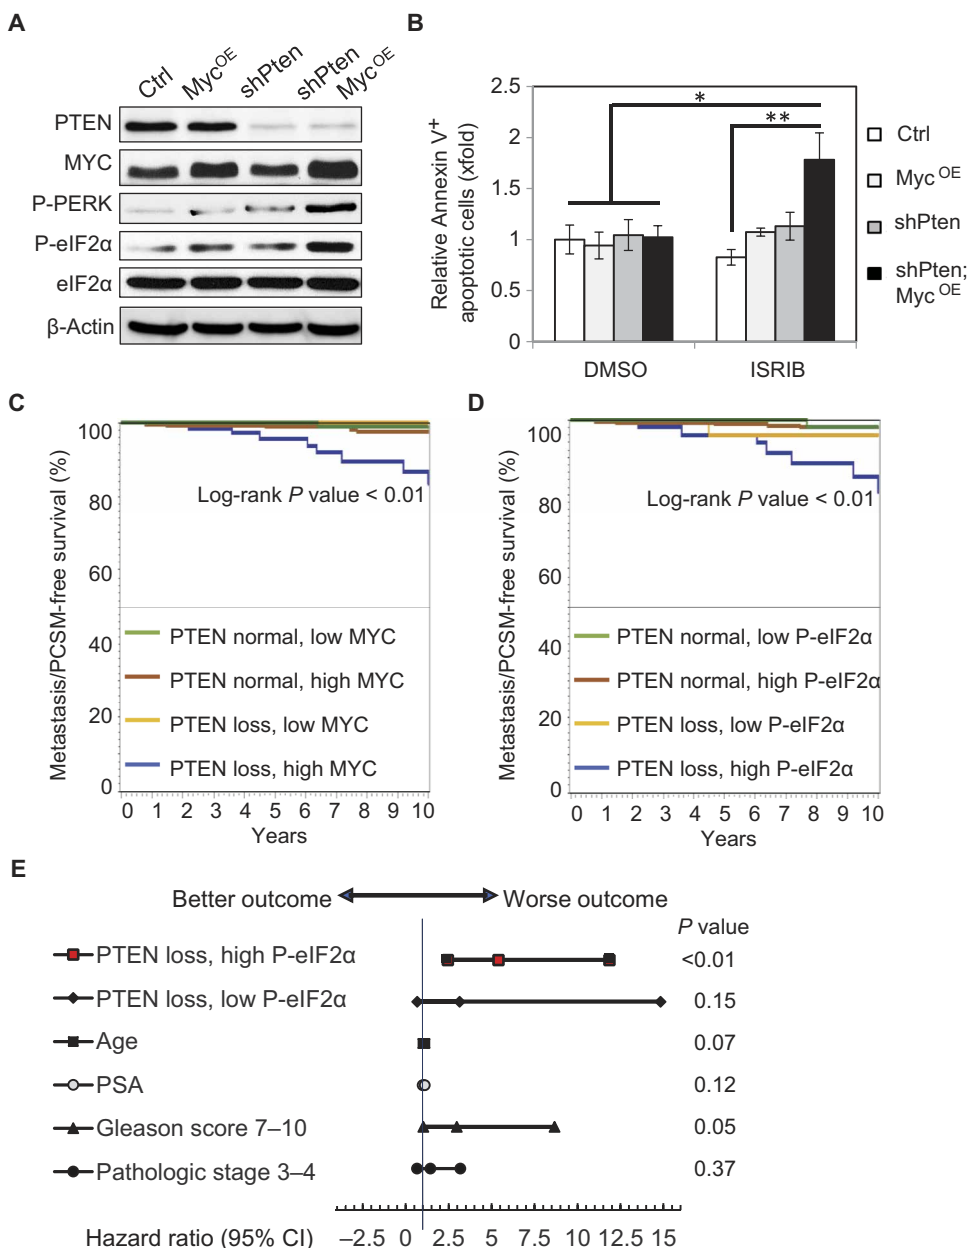 A
Ctrl
Myc^OE
shPten
shPten
Myc^OE
PTEN
MYC
P-PERK
P-eIF2α
eIF2α
β-Actin
B
Relative Annexin V+
apoptotic cells (xfold)
2.5
2
1.5
1
0.5
0
*
**
DMSO
ISRIB
Ctrl
Myc OE
shPten
shPten;
Myc OE
C
Metastasis/PCSM-free survival (%)
100
80
60
40
20
0
Log-rank P value < 0.01
PTEN normal, low MYC
PTEN normal, high MYC
PTEN loss, low MYC
PTEN loss, high MYC
0 1 2 3 4 5 6 7 8 9 10
Years
D
Metastasis/PCSM-free survival (%)
100
80
60
40
20
0
Log-rank P value < 0.01
PTEN normal, low P-eIF2α
PTEN normal, high P-eIF2α
PTEN loss, low P-eIF2α
PTEN loss, high P-eIF2α
0 1 2 3 4 5 6 7 8 9 10
Years
E
Better outcome Worse outcome
P value
PTEN loss, high P-eIF2α <0.01
PTEN loss, low P-eIF2α 0.15
Age 0.07
PSA 0.12
Gleason score 7–10 0.05
Pathologic stage 3–4 0.37
Hazard ratio (95% CI) –2.5 0 2.5 5 7.5 10 12.5 15